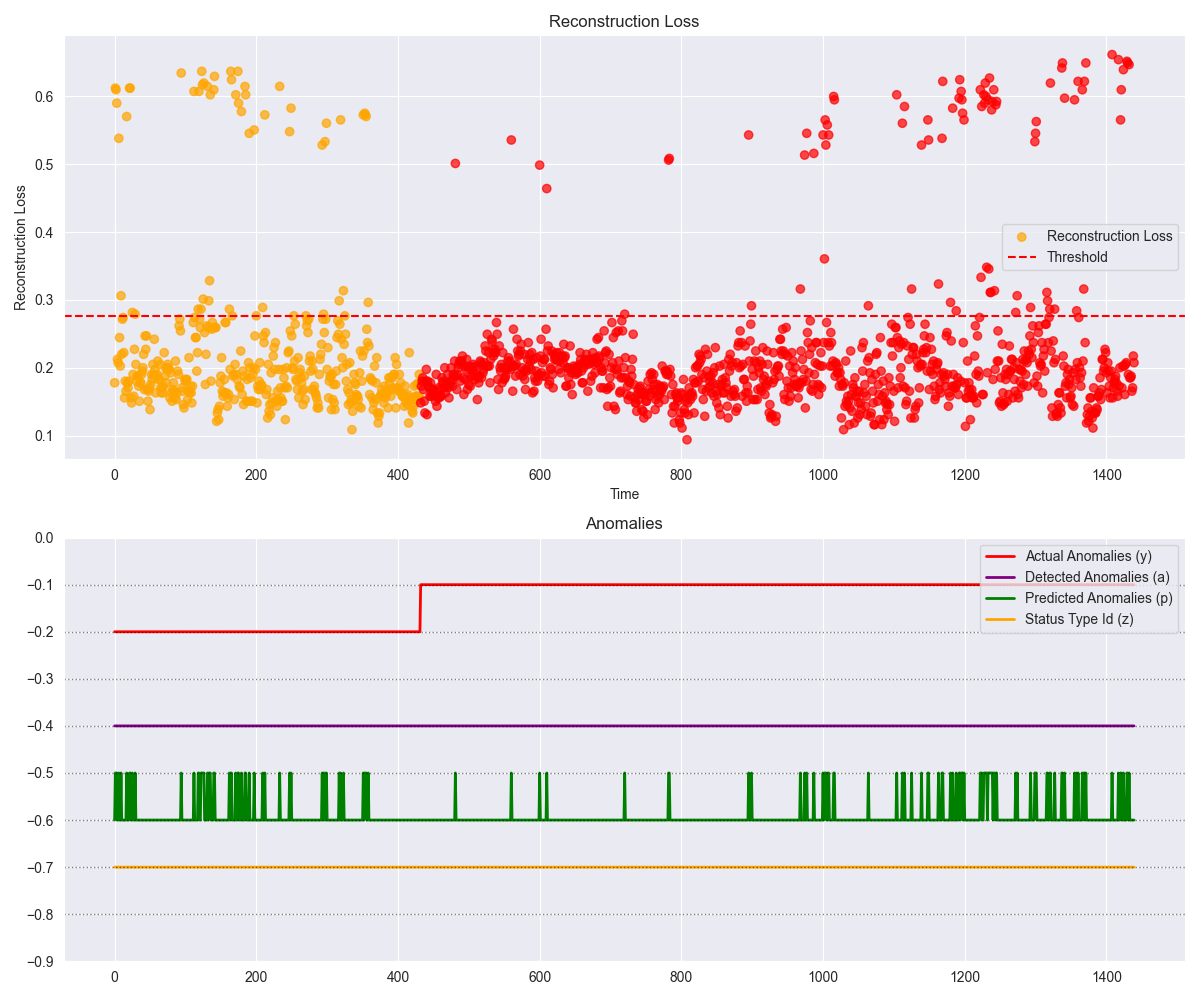 Reconstruction Loss
Reconstruction Loss
0.6
0.5
0.4
0.3
0.2
0.1
Reconstruction Loss
Threshold
0 200 400 600 800 1000 1200 1400
Time
Anomalies
0.0
−0.1
−0.2
−0.3
−0.4
−0.5
−0.6
−0.7
−0.8
−0.9
Actual Anomalies (y)
Detected Anomalies (a)
Predicted Anomalies (p)
Status Type Id (z)
0 200 400 600 800 1000 1200 1400